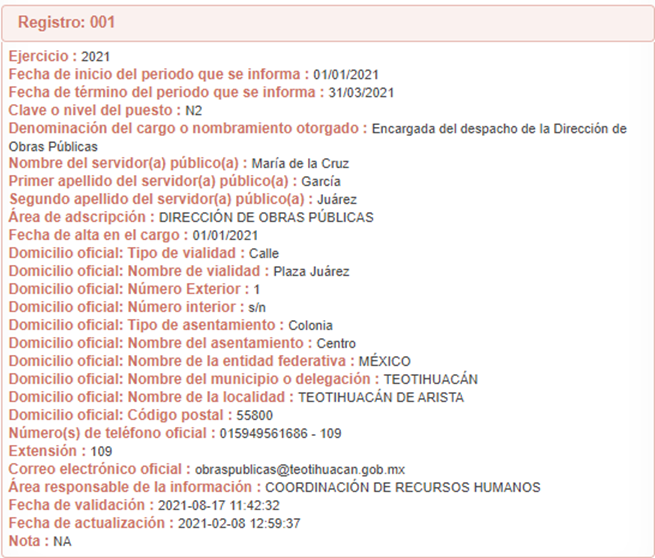 Registro: 001
Ejercicio : 2021
Fecha de inicio del periodo que se informa : 01/01/2021
Fecha de término del periodo que se informa : 31/03/2021
Clave o nivel del puesto : N2
Denominación del cargo o nombramiento otorgado : Encargada del despacho de la Dirección de
Obras Públicas
Nombre del servidor(a) público(a) : María de la Cruz
Primer apellido del servidor(a) público(a) : García
Segundo apellido del servidor(a) público(a) : Juárez
Área de adscripción : DIRECCIÓN DE OBRAS PÚBLICAS
Fecha de alta en el cargo : 01/01/2021
Domicilio oficial: Tipo de vialidad : Calle
Domicilio oficial: Nombre de vialidad : Plaza Juárez
Domicilio oficial: Número Exterior : 1
Domicilio oficial: Número interior : s/n
Domicilio oficial: Tipo de asentamiento : Colonia
Domicilio oficial: Nombre del asentamiento : Centro
Domicilio oficial: Nombre de la entidad federativa : MÉXICO
Domicilio oficial: Nombre del municipio o delegación : TEOTIHUACÁN
Domicilio oficial: Nombre de la localidad : TEOTIHUACÁN DE ARISTA
Domicilio oficial: Código postal : 55800
Número(s) de teléfono oficial : 015949561686 - 109
Extensión : 109
Correo electrónico oficial : obraspublicas@teotihuacan.gob.mx
Área responsable de la información : COORDINACIÓN DE RECURSOS HUMANOS
Fecha de validación : 2021-08-17 11:42:32
Fecha de actualización : 2021-02-08 12:59:37
Nota : NA